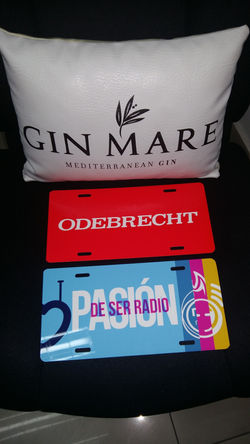 GIN MARE
MEDITERRANEAN GIN
ODEBRECHT
PASIÓN
DE SER RADIO